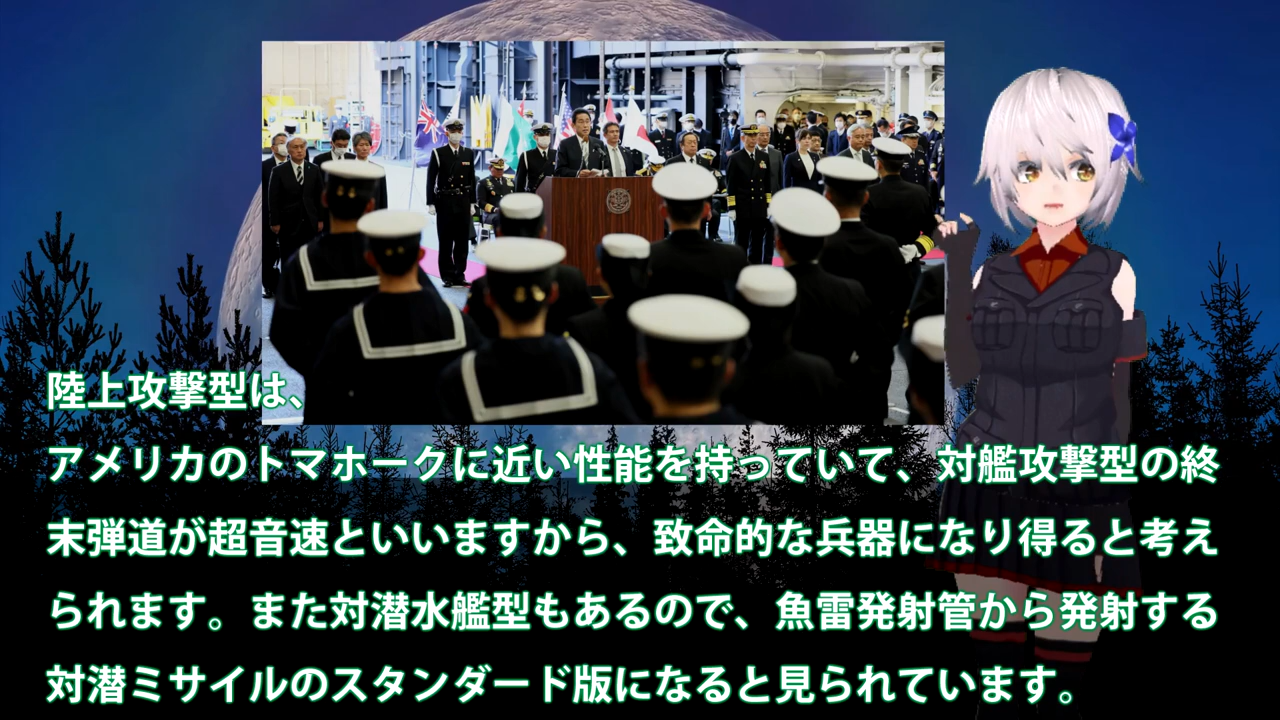 陸上攻撃型は、
アメリカのトマホークに近い性能を持っていて、対艦攻撃型の終
末弾道が超音速といいますから、致命的な兵器になり得ると考え
られます。また対潜水艦型もあるので、魚雷発射管から発射する
対潜ミサイルのスタンダード版になると見られています。